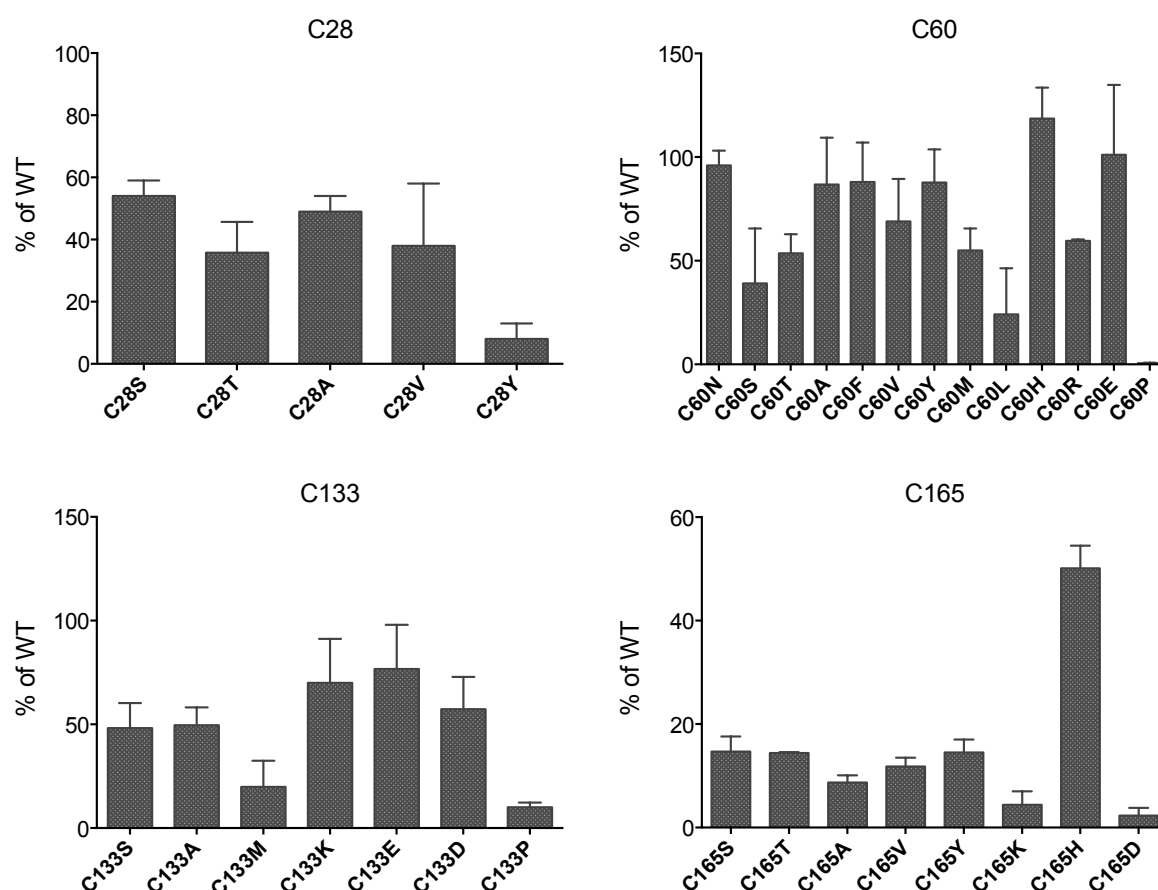 C28
% of WT
100
80
60
40
20
0
C28S C28T C28A C28V C28Y
C60
% of WT
150
100
50
0
C60N C60S C60T C60A C60F C60V C60Y C60M C60L C60H C60R C60E C60P
C133
% of WT
150
100
50
0
C133S C133A C133M C133K C133E C133D C133P
C165
% of WT
60
40
20
0
C165S C165T C165A C165V C165Y C165K C165H C165D